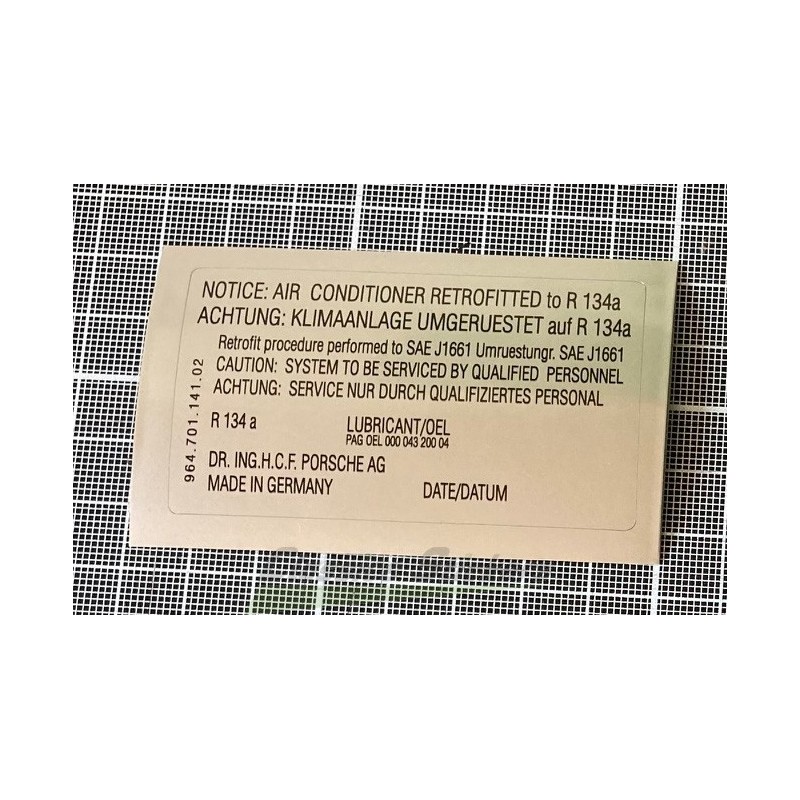 NOTICE: AIR CONDITIONER RETROFITTED to R 134a
ACHTUNG: KLIMAANLAGE UMGERUESTET auf R 134a
Retrofit procedure performed to SAE J1661 Umruestungr. SAE J1661
CAUTION: SYSTEM TO BE SERVICED BY QUALIFIED PERSONNEL
ACHTUNG: SERVICE NUR DURCH QUALIFIZIERTES PERSONAL
964.701.141.02
R 134 a
LUBRICANT/OEL
PAG OEL 000 043 200 04
DR. ING.H.C.F. PORSCHE AG
MADE IN GERMANY
DATE/DATUM